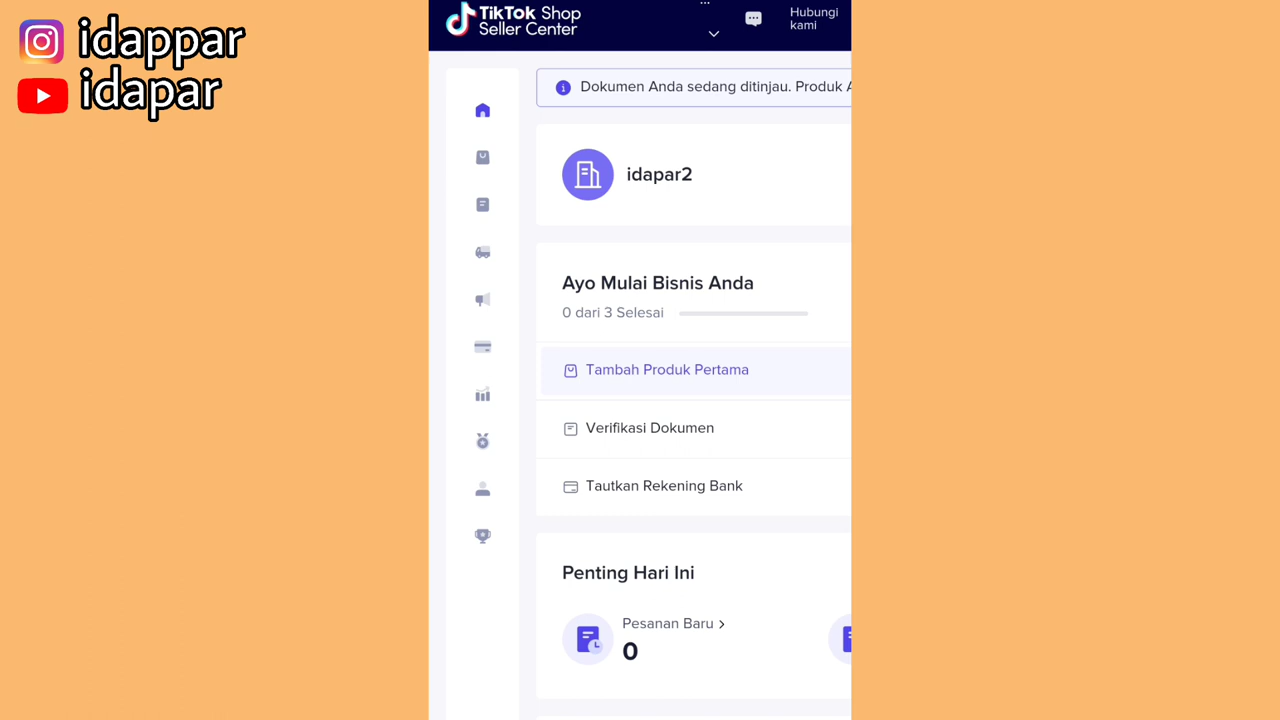 idappar
idapar
TikTok Shop
Seller Center
...
Hubungi
kami
Dokumen Anda sedang ditinjau. Produk A
idapar2
Ayo Mulai Bisnis Anda
0 dari 3 Selesai
Tambah Produk Pertama
Verifikasi Dokumen
Tautkan Rekening Bank
Penting Hari Ini
Pesanan Baru >
0